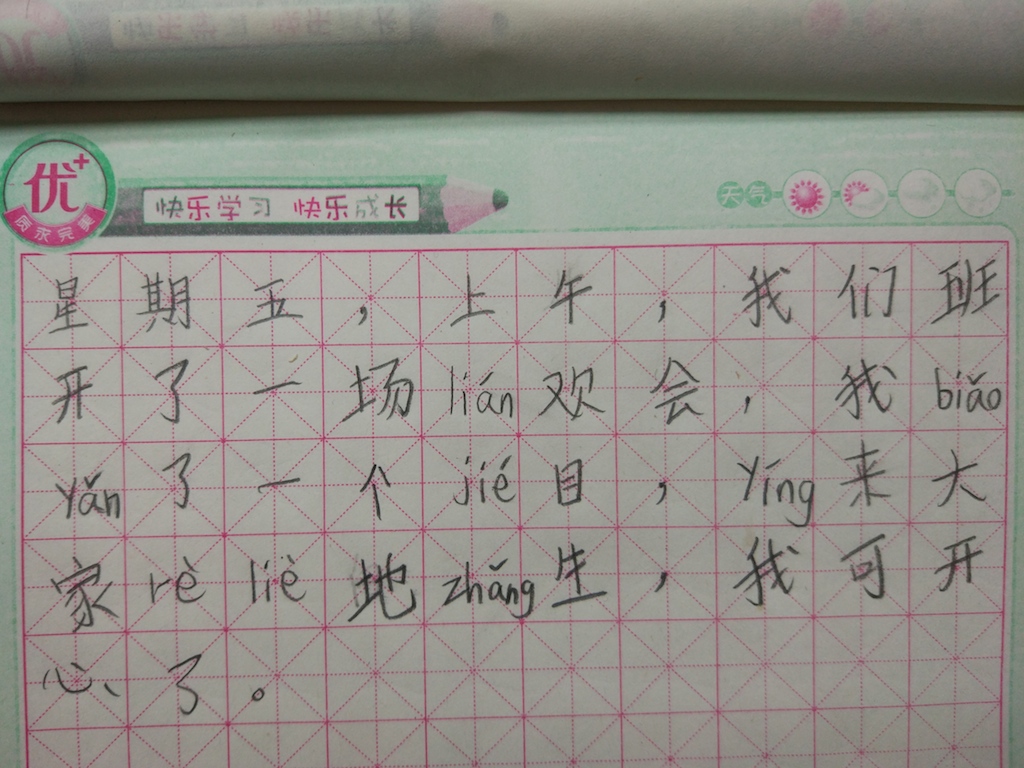 优+
质求完美
快乐学习 快乐成长
天气
星期五，上午，我们班
开了一场lián欢会，我biǎo
yǎn了一个jié目，yíng来大
家rè liè地zhǎng生，我可开
心了。